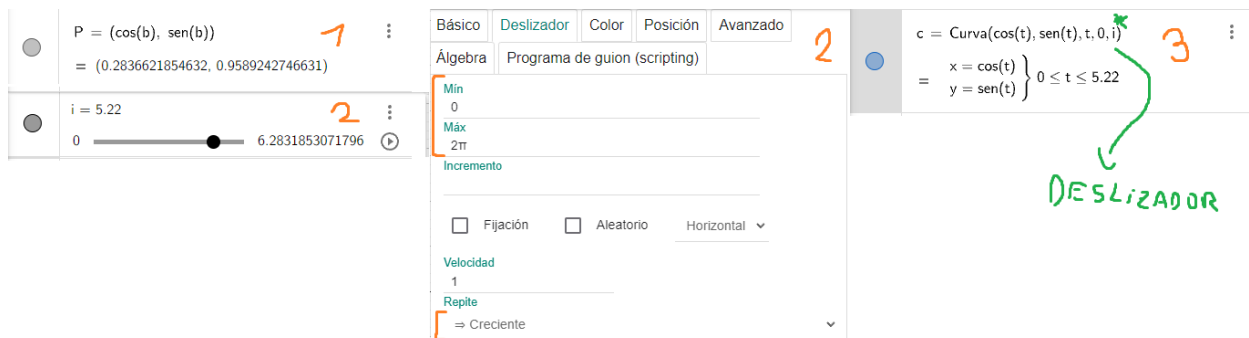 P = (cos(b), sen(b))
1
= (0.2836621854632, 0.9589242746631)
i = 5.22
2
0
6.2831853071796
Básico Deslizador Color Posición Avanzado
Álgebra Programa de guion (scripting)
2
Mín
0
Máx
2π
Incremento
Fijación Aleatorio Horizontal
Velocidad
1
Repite
⇒ Creciente
*
c = Curva(cos(t), sen(t), t, 0, i)
3
= x = cos(t)
y = sen(t) } 0 ≤ t ≤ 5.22
DESLiZADOR